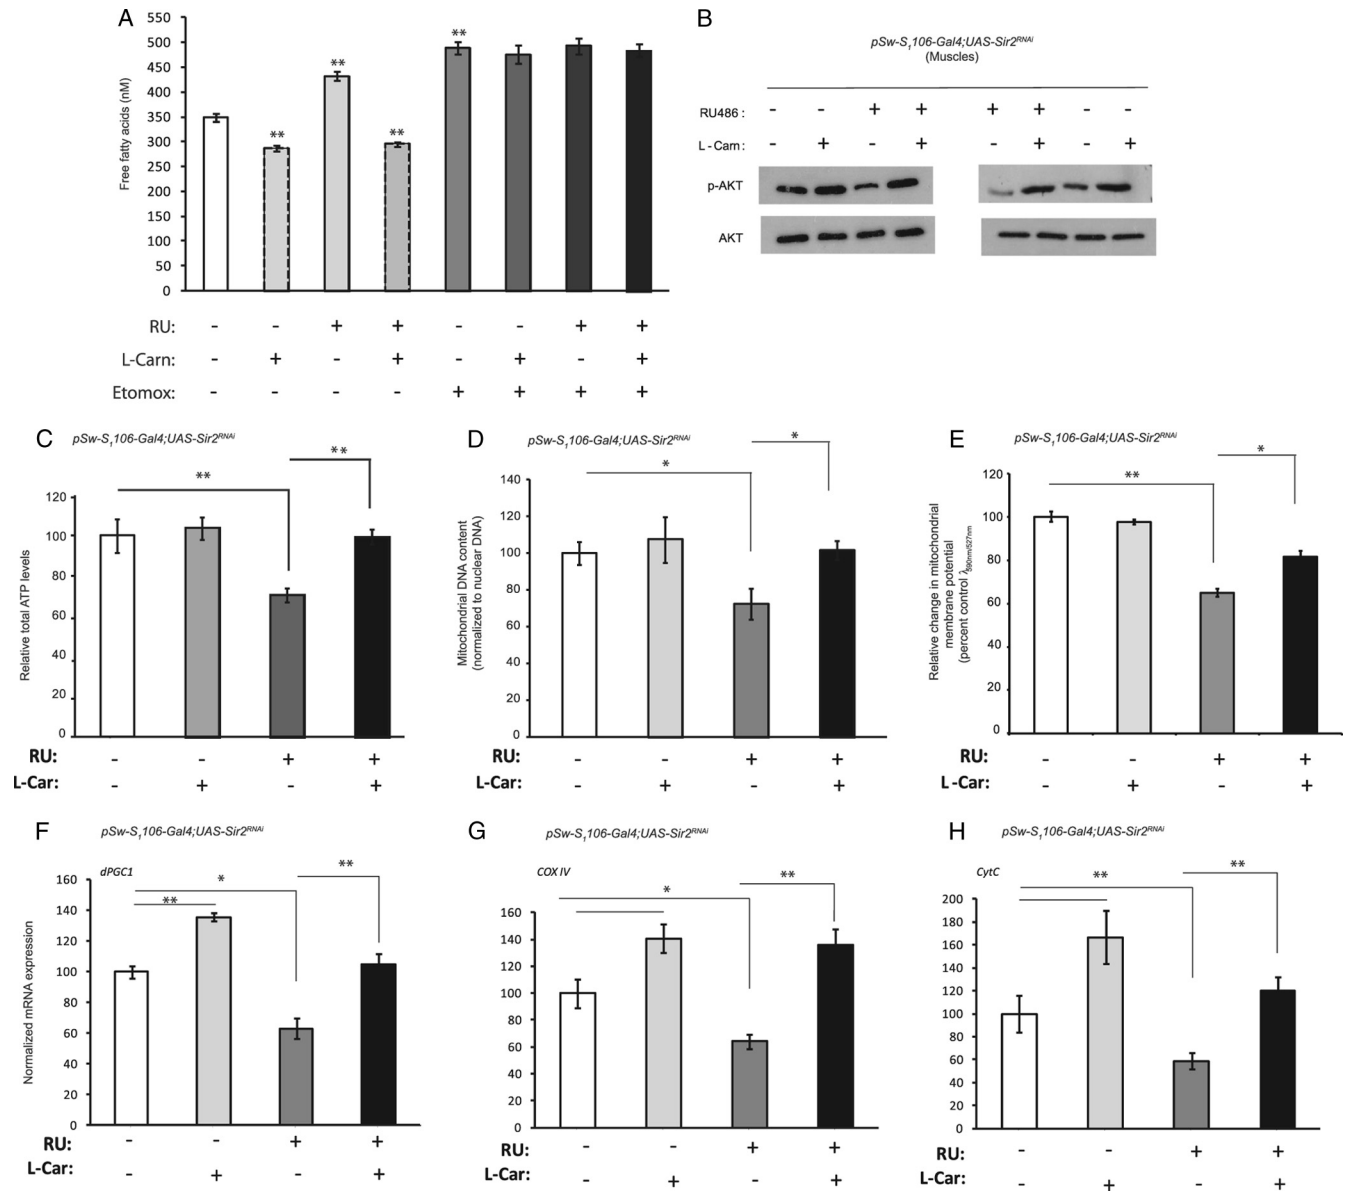 A
550
500
450
400
350
300
250
200
150
100
50
0
Free fatty acids (nM)
**
**
**
**
**
RU: - - + + - - + +
L-Carn: - + - + - + - +
Etomox: - - - - + + + +
B
pSw-S₁106-Gal4;UAS-Sir2RNAi
(Muscles)
RU486 : - - + + + + - -
L-Carn: - + - + - + - +
p-AKT
AKT
C
pSw-S₁106-Gal4;UAS-Sir2RNAi
**
**
120
100
80
60
40
20
0
Relative total ATP levels
RU: - - + +
L-Car: - + - +
D
pSw-S₁106-Gal4;UAS-Sir2RNAi
*
*
140
120
100
80
60
40
20
0
Mitochondrial DNA content
(normalized to nuclear DNA)
RU: - - + +
L-Car: - + - +
E
pSw-S₁106-Gal4;UAS-Sir2RNAi
*
**
120
100
80
60
40
20
0
Relative change in mitochondrial
membrane potential
(percent control λ590nm/527nm
RU: - - + +
L-Car: - + - +
F
pSw-S₁106-Gal4;UAS-Sir2RNAi
dPGC1
**
*
**
160
140
120
100
80
60
40
20
0
Normalized mRNA expression
RU: - - + +
L-Car: - + - +
G
pSw-S₁106-Gal4;UAS-Sir2RNAi
COX IV
**
*
160
140
120
100
80
60
40
20
0
RU: - - + +
L-Car: - + - +
H
pSw-S₁106-Gal4;UAS-Sir2RNAi
CytC
**
**
200
180
160
140
120
100
80
60
40
20
0
RU: - - + +
L-Car: - + - +